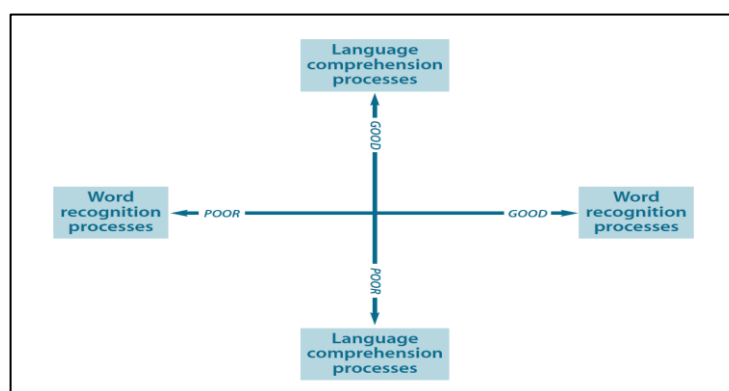 Language
comprehension
processes
GOOD
Word
recognition
processes
POOR
GOOD
Word
recognition
processes
POOR
Language
comprehension
processes